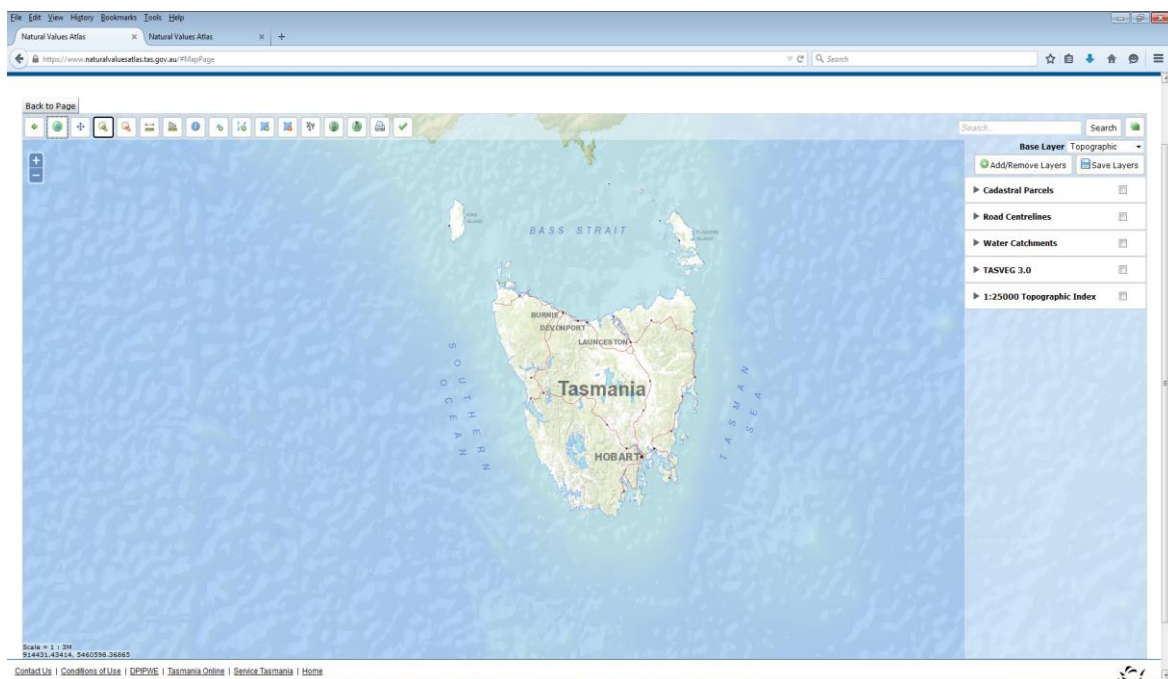 File Edit View History Bookmarks Tools Help
Natural Values Atlas × Natural Values Atlas × +
https://www.naturalvaluesatlas.tas.gov.au/#MapPage Search
Back to Page
Search... Search
Base Layer Topographic
Add/Remove Layers Save Layers
Cadastral Parcels
Road Centrelines
Water Catchments
TASVEG 3.0
1:25000 Topographic Index
KING ISLAND
FLINDERS ISLAND
BASS STRAIT
BURNIE
DEVONPORT
LAUNCESTON
Tasmania
HOBART
SOUTHERN OCEAN
TASMAN SEA
Scale = 1 : 3M
914431.43414, 5460598.36865
Contact Us | Conditions of Use | DPIPWE | Tasmania Online | Service Tasmania | Home